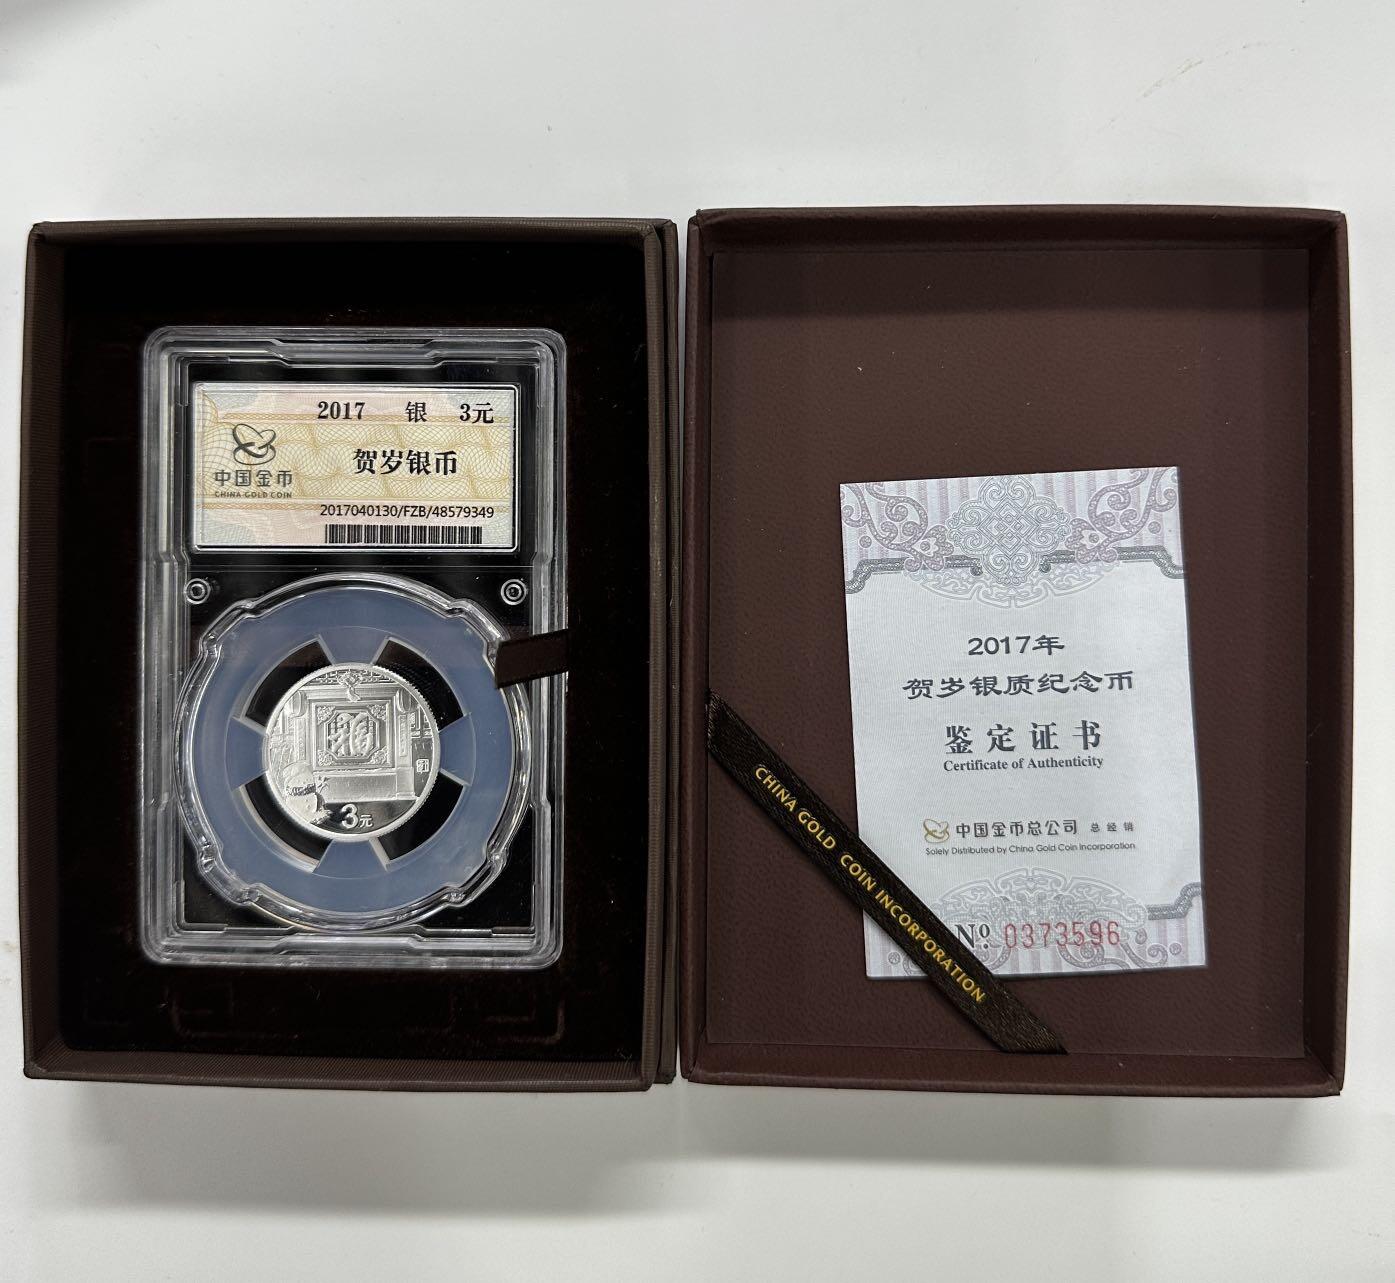 2017 银 3元
中国金币
CHINA GOLD COIN
贺岁银币
2017040130/FZB/48579349
福
3元
2017年
贺岁银质纪念币
鉴定证书
Certificate of Authenticity
中国金币总公司 总经销
Solely Distributed by China Gold Coin Incorporation
Nº 0373596
CHINA GOLD COIN INCORPORATION